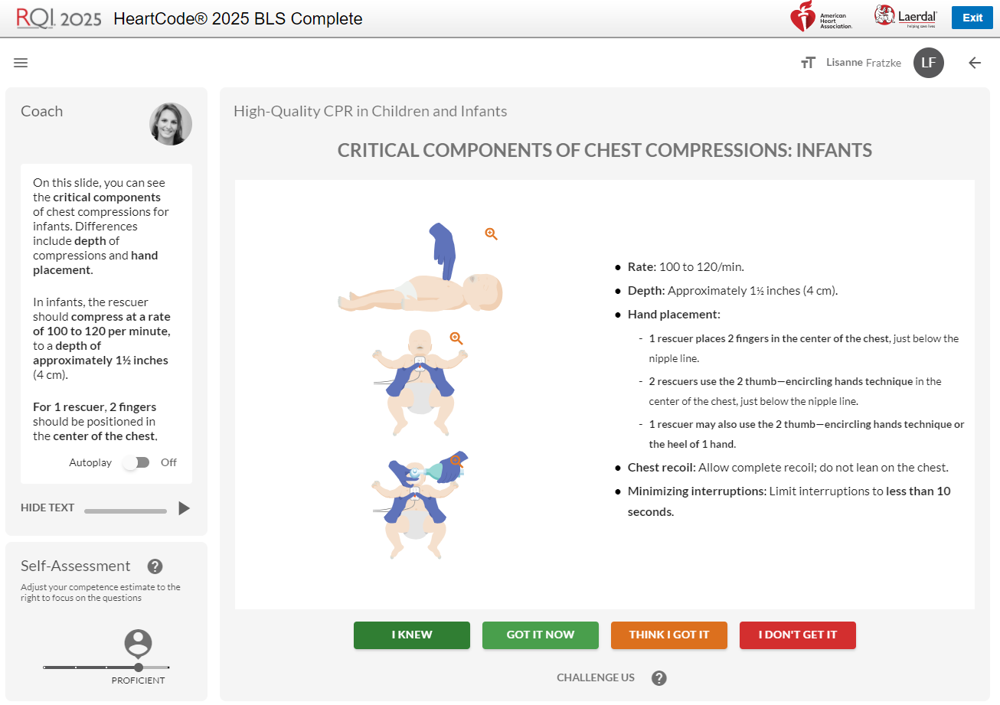 RQI 2025 HeartCode® 2025 BLS Complete
American
Heart
Association.
Laerdal
helping save lives
Exit
Lisanne Fratzke
LF
Coach
On this slide, you can see
the critical components
of chest compressions for
infants. Differences
include depth of
compressions and hand
placement.
In infants, the rescuer
should compress at a rate
of 100 to 120 per minute,
to a depth of
approximately 1½ inches
(4 cm).
For 1 rescuer, 2 fingers
should be positioned in
the center of the chest,
Autoplay Off
HIDE TEXT
Self-Assessment ?
Adjust your competence estimate to the
right to focus on the questions
PROFICIENT
High-Quality CPR in Children and Infants
CRITICAL COMPONENTS OF CHEST COMPRESSIONS: INFANTS
● Rate: 100 to 120/min.
● Depth: Approximately 1½ inches (4 cm).
● Hand placement:
- 1 rescuer places 2 fingers in the center of the chest, just below the
nipple line.
- 2 rescuers use the 2 thumb–encircling hands technique in the
center of the chest, just below the nipple line.
- 1 rescuer may also use the 2 thumb–encircling hands technique or
the heel of 1 hand.
● Chest recoil: Allow complete recoil; do not lean on the chest.
● Minimizing interruptions: Limit interruptions to less than 10
seconds.
I KNEW
GOT IT NOW
THINK I GOT IT
I DON'T GET IT
CHALLENGE US ?